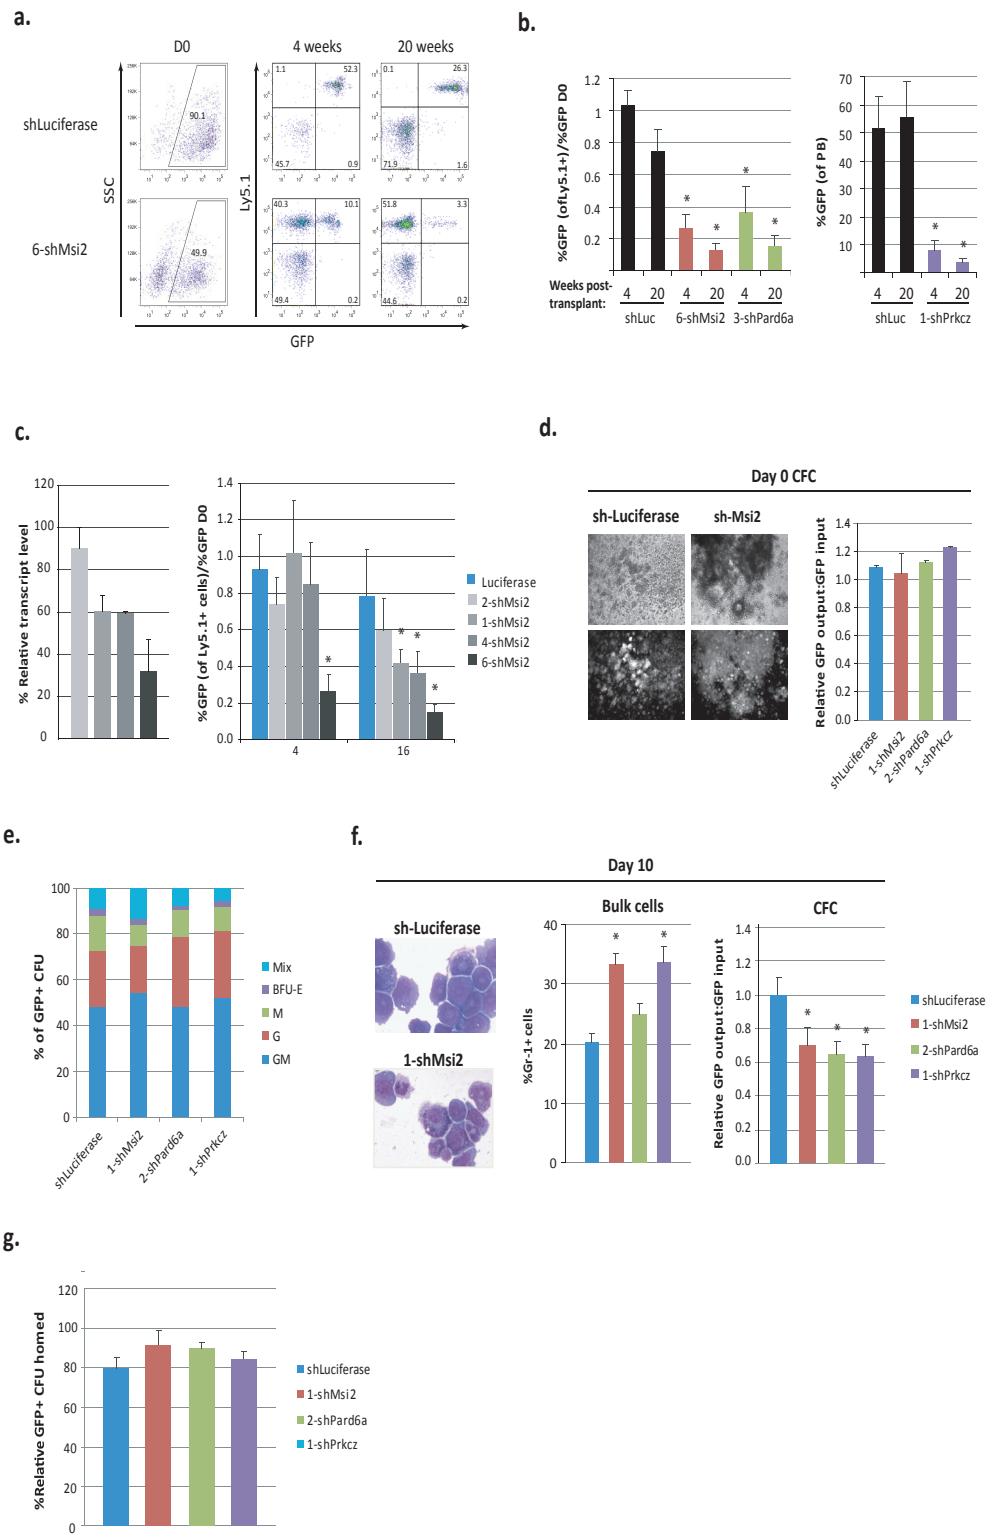 a.
D0
4 weeks
20 weeks
shLuciferase
SSC
256K
192K
128K
64K
90.1
Ly5.1
1.1
52.3
45.7
0.9
0.1
26.3
71.9
1.6
6-shMsi2
256K
192K
128K
64K
49.9
40.3
10.1
49.4
0.2
51.8
3.3
44.6
0.2
GFP
b.
%GFP (ofLy5.1+)/%GFP D0
1.2
1
0.8
0.6
0.4
0.2
* * * *
Weeks post-
transplant:
4 20 4 20 4 20
shLuc 6-shMsi2 3-shPard6a
%GFP (of PB)
70
60
50
40
30
20
10
* *
4 20 4 20
shLuc 1-shPrkcz
c.
% Relative transcript level
120
100
80
60
40
20
0
%GFP (of Ly5.1+ cells)/%GFP D0
1.4
1.2
1.0
0.8
0.6
0.4
0.2
0.0
* * * *
4 16
Luciferase
2-shMsi2
1-shMsi2
4-shMsi2
6-shMsi2
d.
Day 0 CFC
sh-Luciferase
sh-Msi2
Relative GFP output:GFP input
1.4
1.2
1.0
0.8
0.6
0.4
0.2
0.0
shLuciferase
1-shMsi2
2-shPard6a
1-shPrkcz
e.
% of GFP+ CFU
100
80
60
40
20
0
shLuciferase
1-shMsi2
2-shPard6a
1-shPrkcz
Mix
BFU-E
M
G
GM
f.
Day 10
sh-Luciferase
1-shMsi2
Bulk cells
%Gr-1+ cells
40
30
20
10
0
* *
CFC
Relative GFP output:GFP input
1.4
1.2
1.0
0.8
0.6
0.4
0.2
0.0
* * *
shLuciferase
1-shMsi2
2-shPard6a
1-shPrkcz
g.
%Relative GFP+ CFU homed
120
100
80
60
40
20
0
shLuciferase
1-shMsi2
2-shPard6a
1-shPrkcz